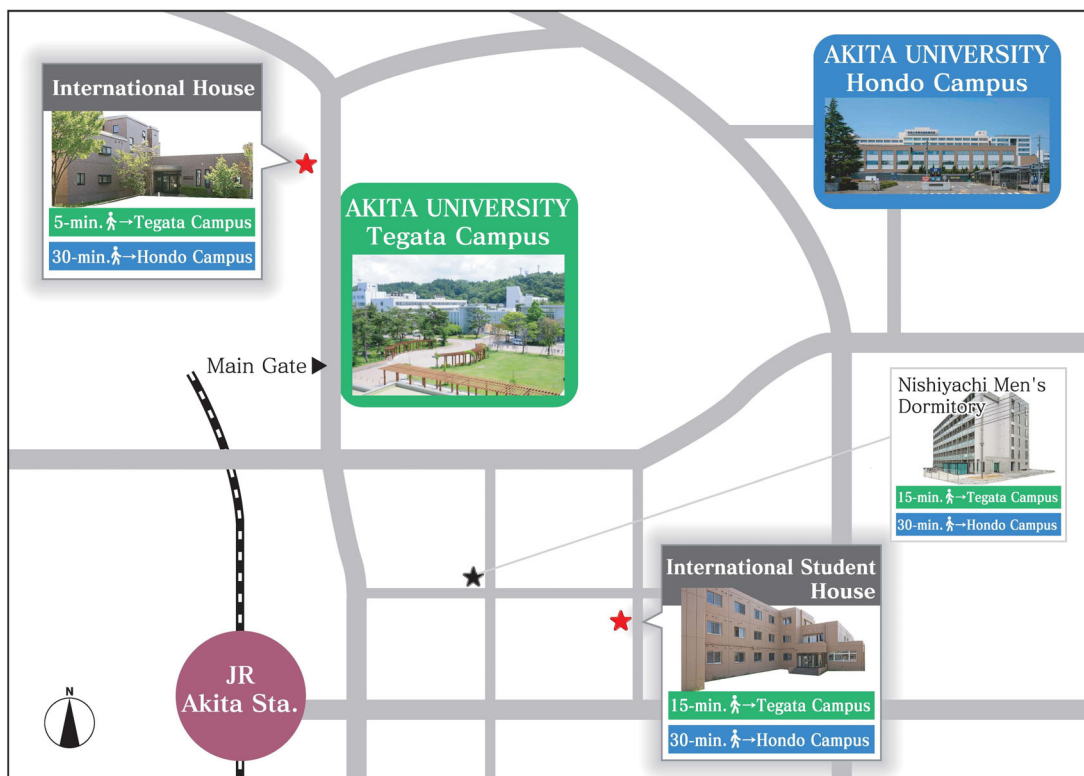 International House
5-min.→Tegata Campus
30-min.→Hondo Campus
AKITA UNIVERSITY
Tegata Campus
AKITA UNIVERSITY
Hondo Campus
Main Gate ▶
Nishiyachi Men's
Dormitory
15-min.→Tegata Campus
30-min.→Hondo Campus
International Student
House
15-min.→Tegata Campus
30-min.→Hondo Campus
JR
Akita Sta.
N